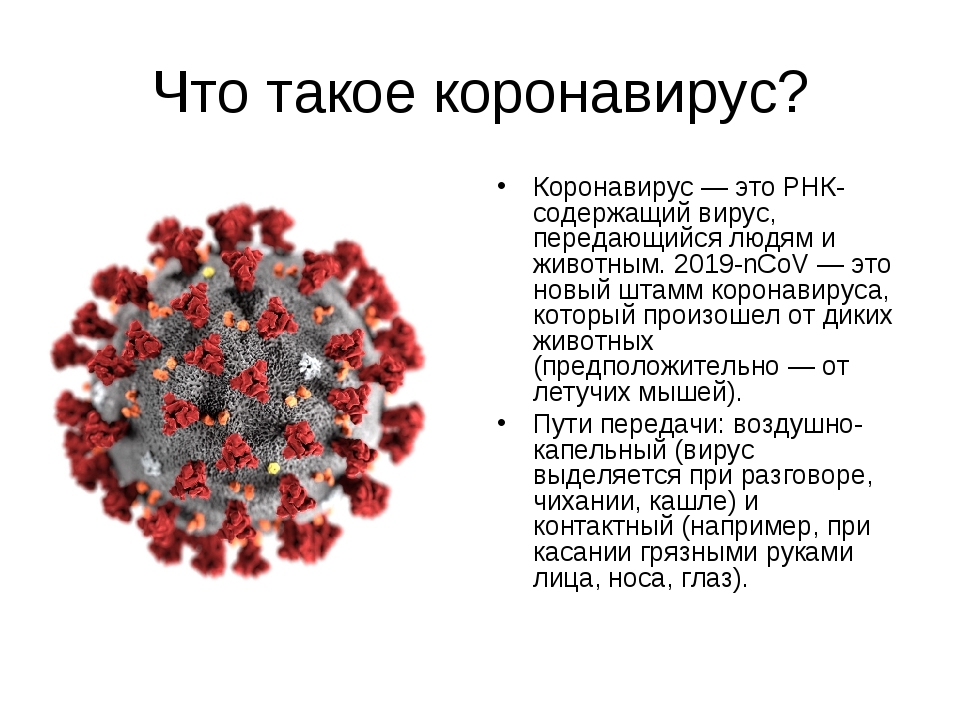 Что такое коронавирус?
• Коронавирус — это РНК-
содержащий вирус,
передающийся людям и
животным. 2019-nCoV — это
новый штамм коронавируса,
который произошел от диких
животных
(предположительно — от
летучих мышей).
• Пути передачи: воздушно-
капельный (вирус
выделяется при разговоре,
чихании, кашле) и
контактный (например, при
касании грязными руками
лица, носа, глаз).